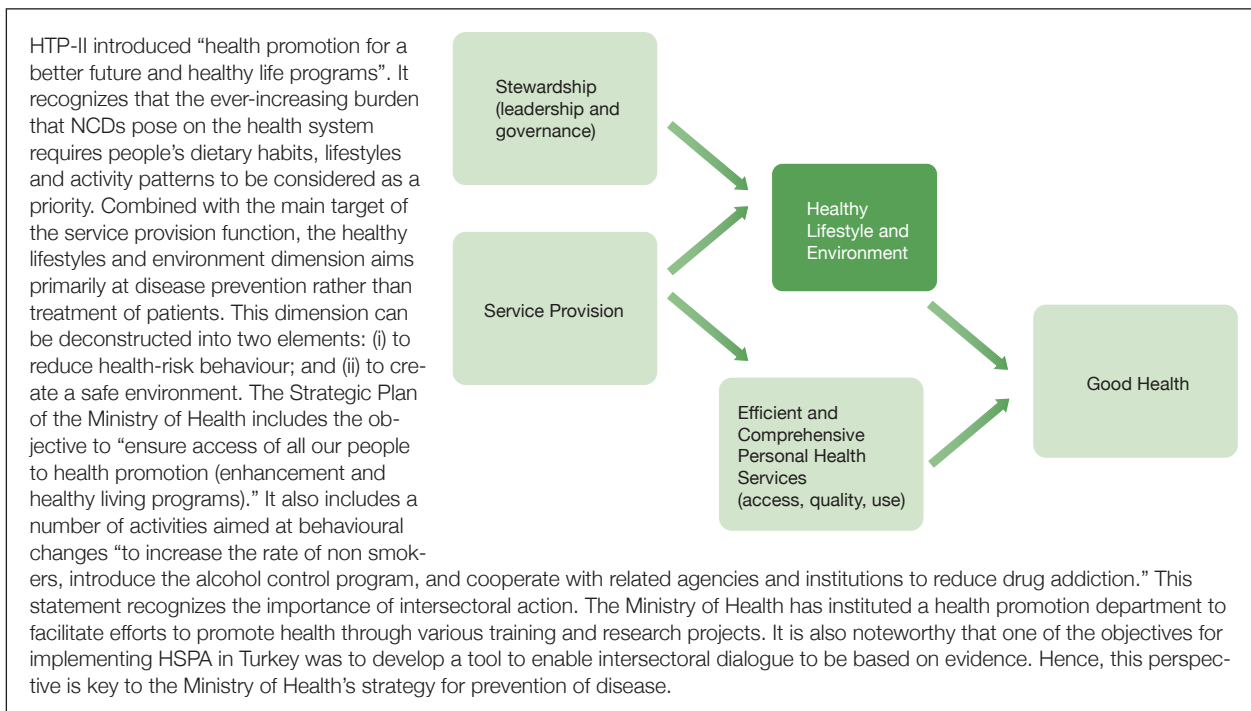 HTP-II introduced “health promotion for a
better future and healthy life programs”. It
recognizes that the ever-increasing burden
that NCDs pose on the health system
requires people’s dietary habits, lifestyles
and activity patterns to be considered as a
priority. Combined with the main target of
the service provision function, the healthy
lifestyles and environment dimension aims
primarily at disease prevention rather than
treatment of patients. This dimension can
be deconstructed into two elements: (i) to
reduce health-risk behaviour; and (ii) to cre-
ate a safe environment. The Strategic Plan
of the Ministry of Health includes the ob-
jective to “ensure access of all our people
to health promotion (enhancement and
healthy living programs).” It also includes a
number of activities aimed at behavioural
changes “to increase the rate of non smok-
ers, introduce the alcohol control program, and cooperate with related agencies and institutions to reduce drug addiction.” This
statement recognizes the importance of intersectoral action. The Ministry of Health has instituted a health promotion department to
facilitate efforts to promote health through various training and research projects. It is also noteworthy that one of the objectives for
implementing HSPA in Turkey was to develop a tool to enable intersectoral dialogue to be based on evidence. Hence, this perspec-
tive is key to the Ministry of Health’s strategy for prevention of disease.
Stewardship
(leadership and
governance)
Service Provision
Healthy
Lifestyle and
Environment
Efficient and
Comprehensive
Personal Health
Services
(access, quality, use)
Good Health